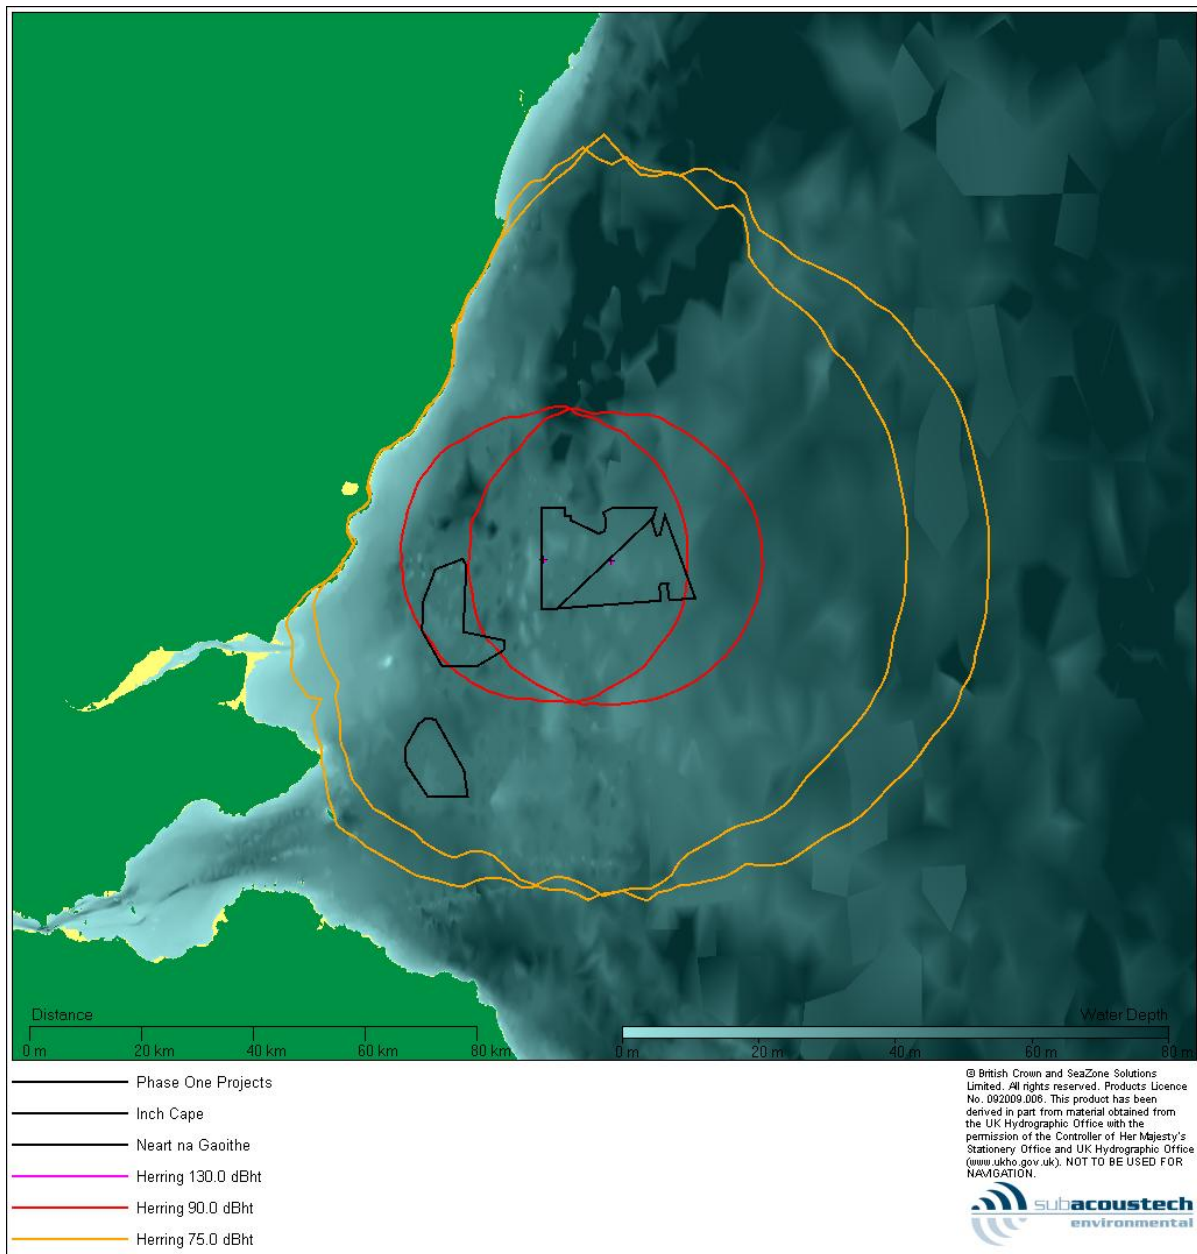 Distance
0 m 20 km 40 km 60 km 80 km
Water Depth
0 m 20 m 40 m 60 m 80 m
Phase One Projects
Inch Cape
Neart na Gaoithe
Herring 130.0 dBht
Herring 90.0 dBht
Herring 75.0 dBht
© British Crown and SeaZone Solutions
Limited. All rights reserved. Products Licence
No. 092009.006. This product has been
derived in part from material obtained from
the UK Hydrographic Office with the
permission of the Controller of Her Majesty's
Stationery Office and UK Hydrographic Office
(www.ukho.gov.uk). NOT TO BE USED FOR
NAVIGATION.
subacoustech
environmental